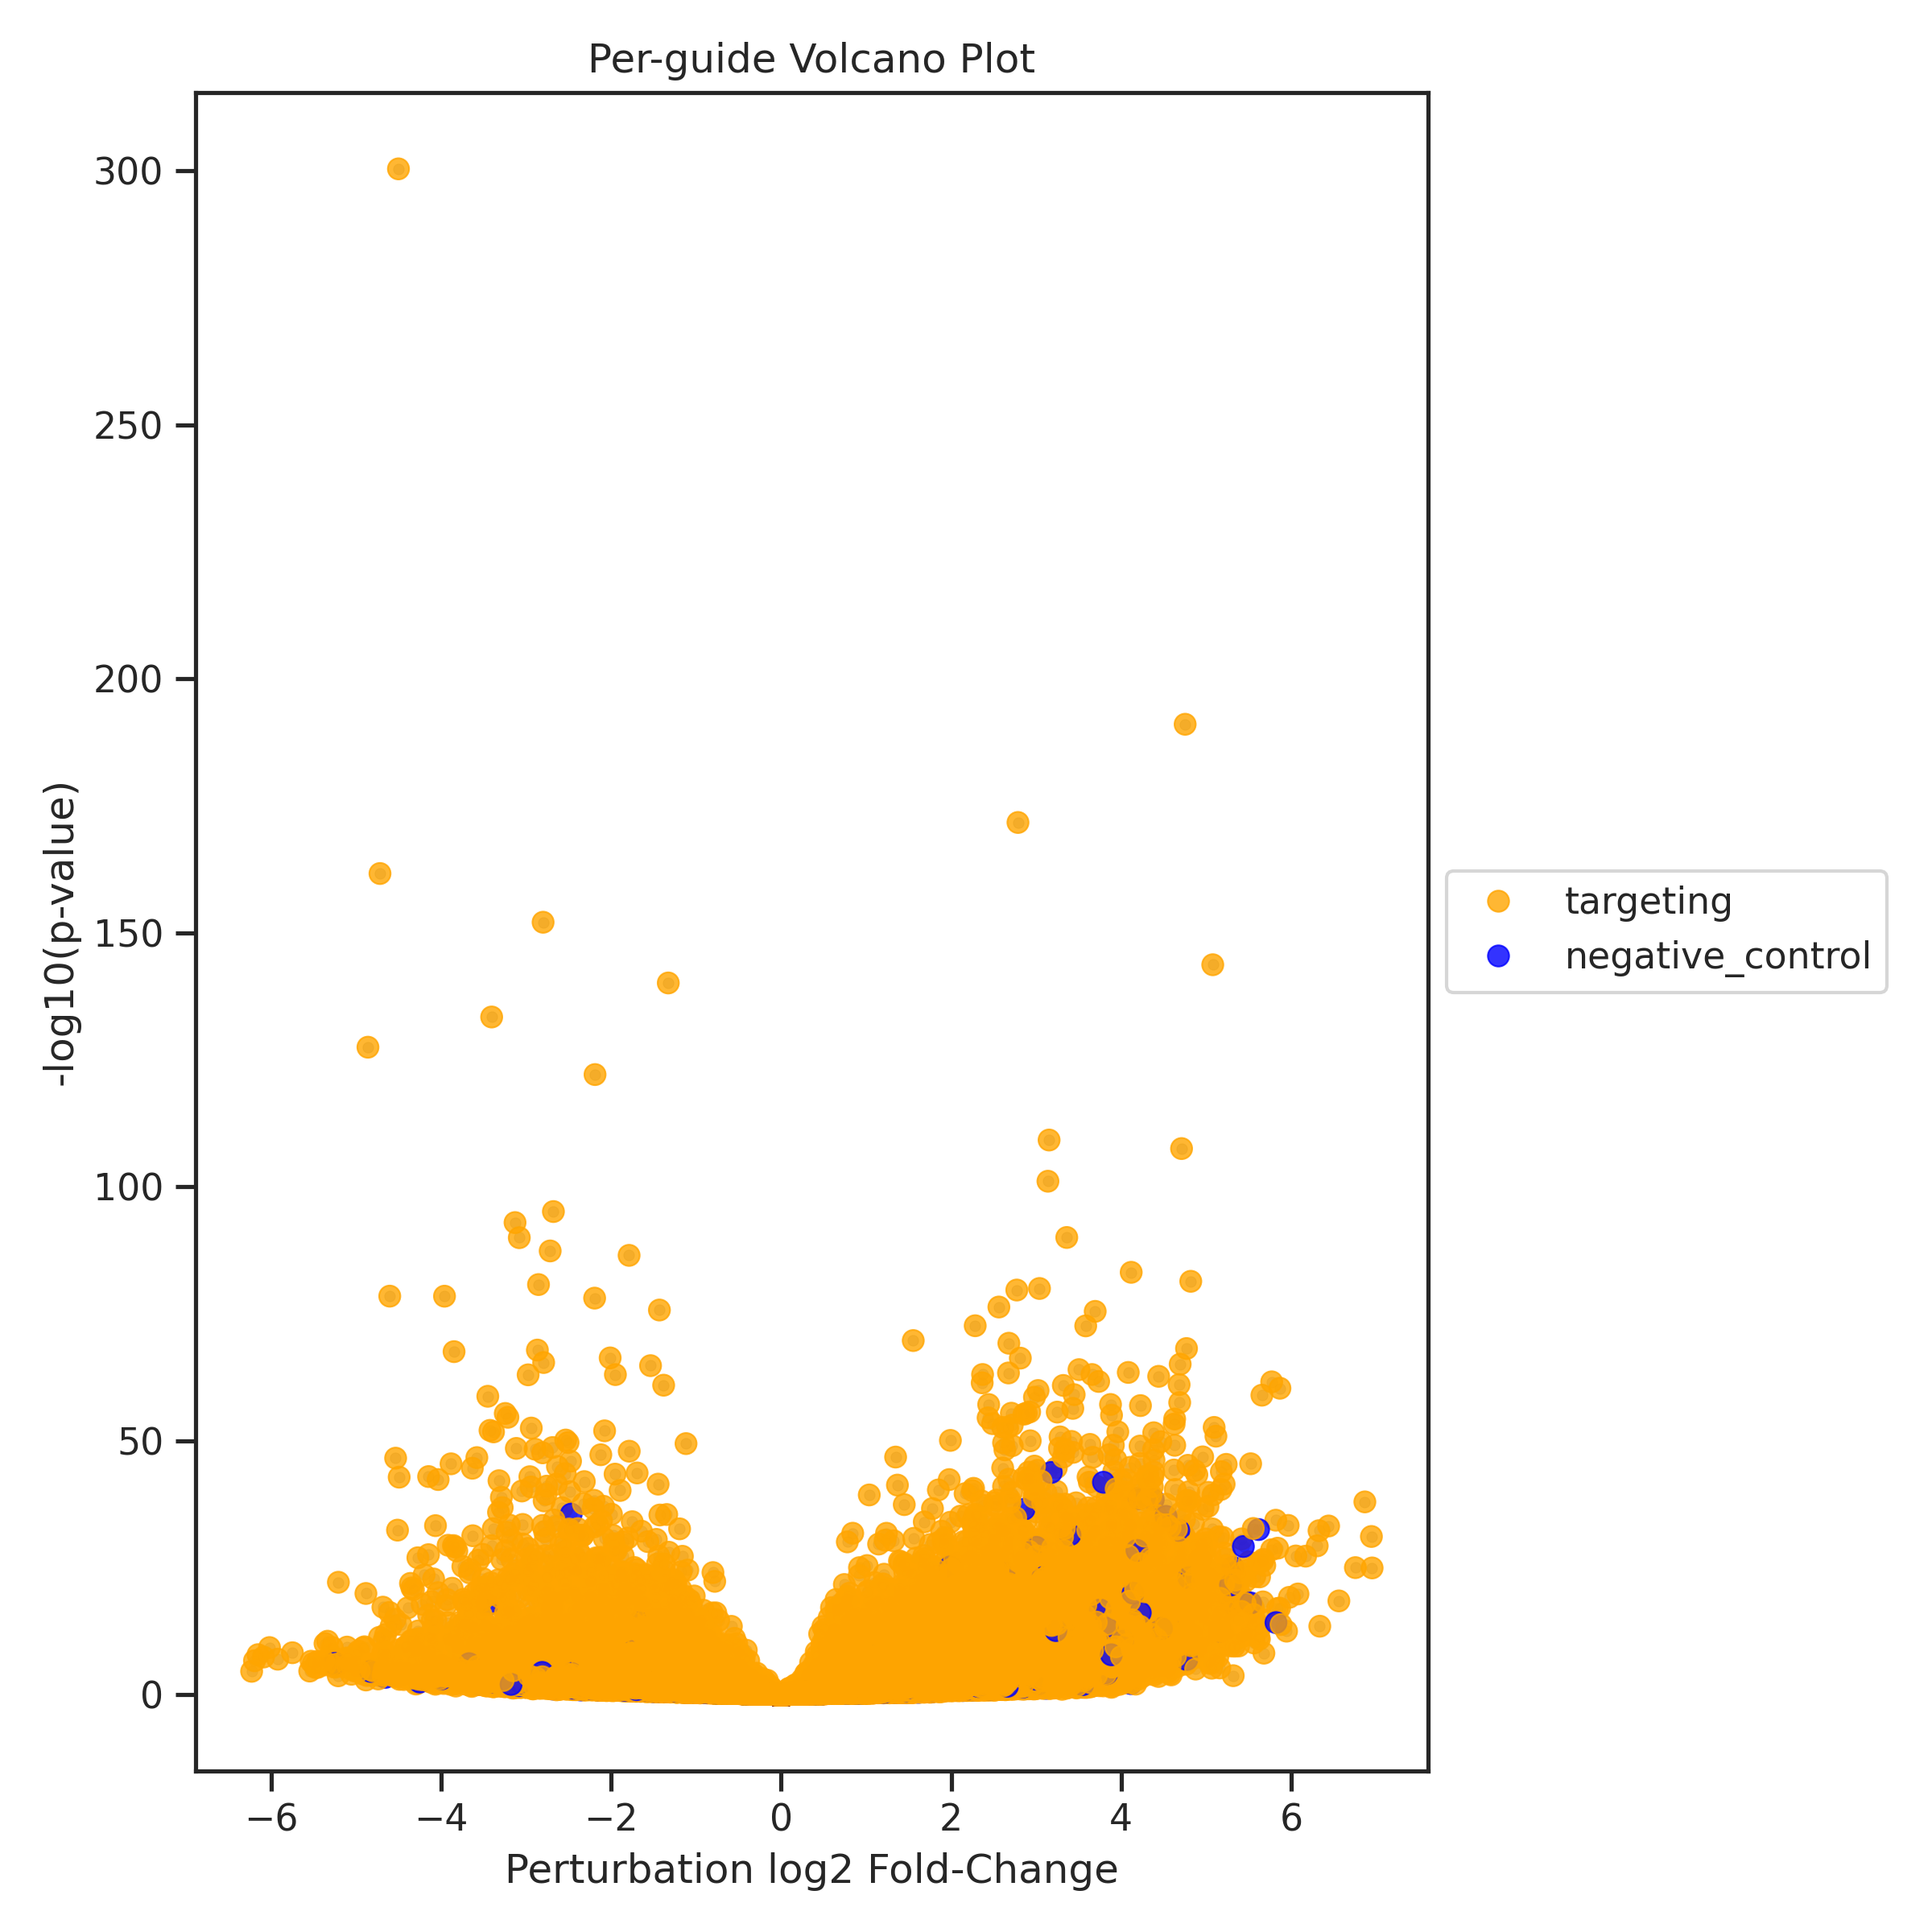 Per-guide Volcano Plot
300
250
200
150
100
50
0
-log10(p-value)
−6
−4
−2
0
2
4
6
Perturbation log2 Fold-Change
targeting
negative_control